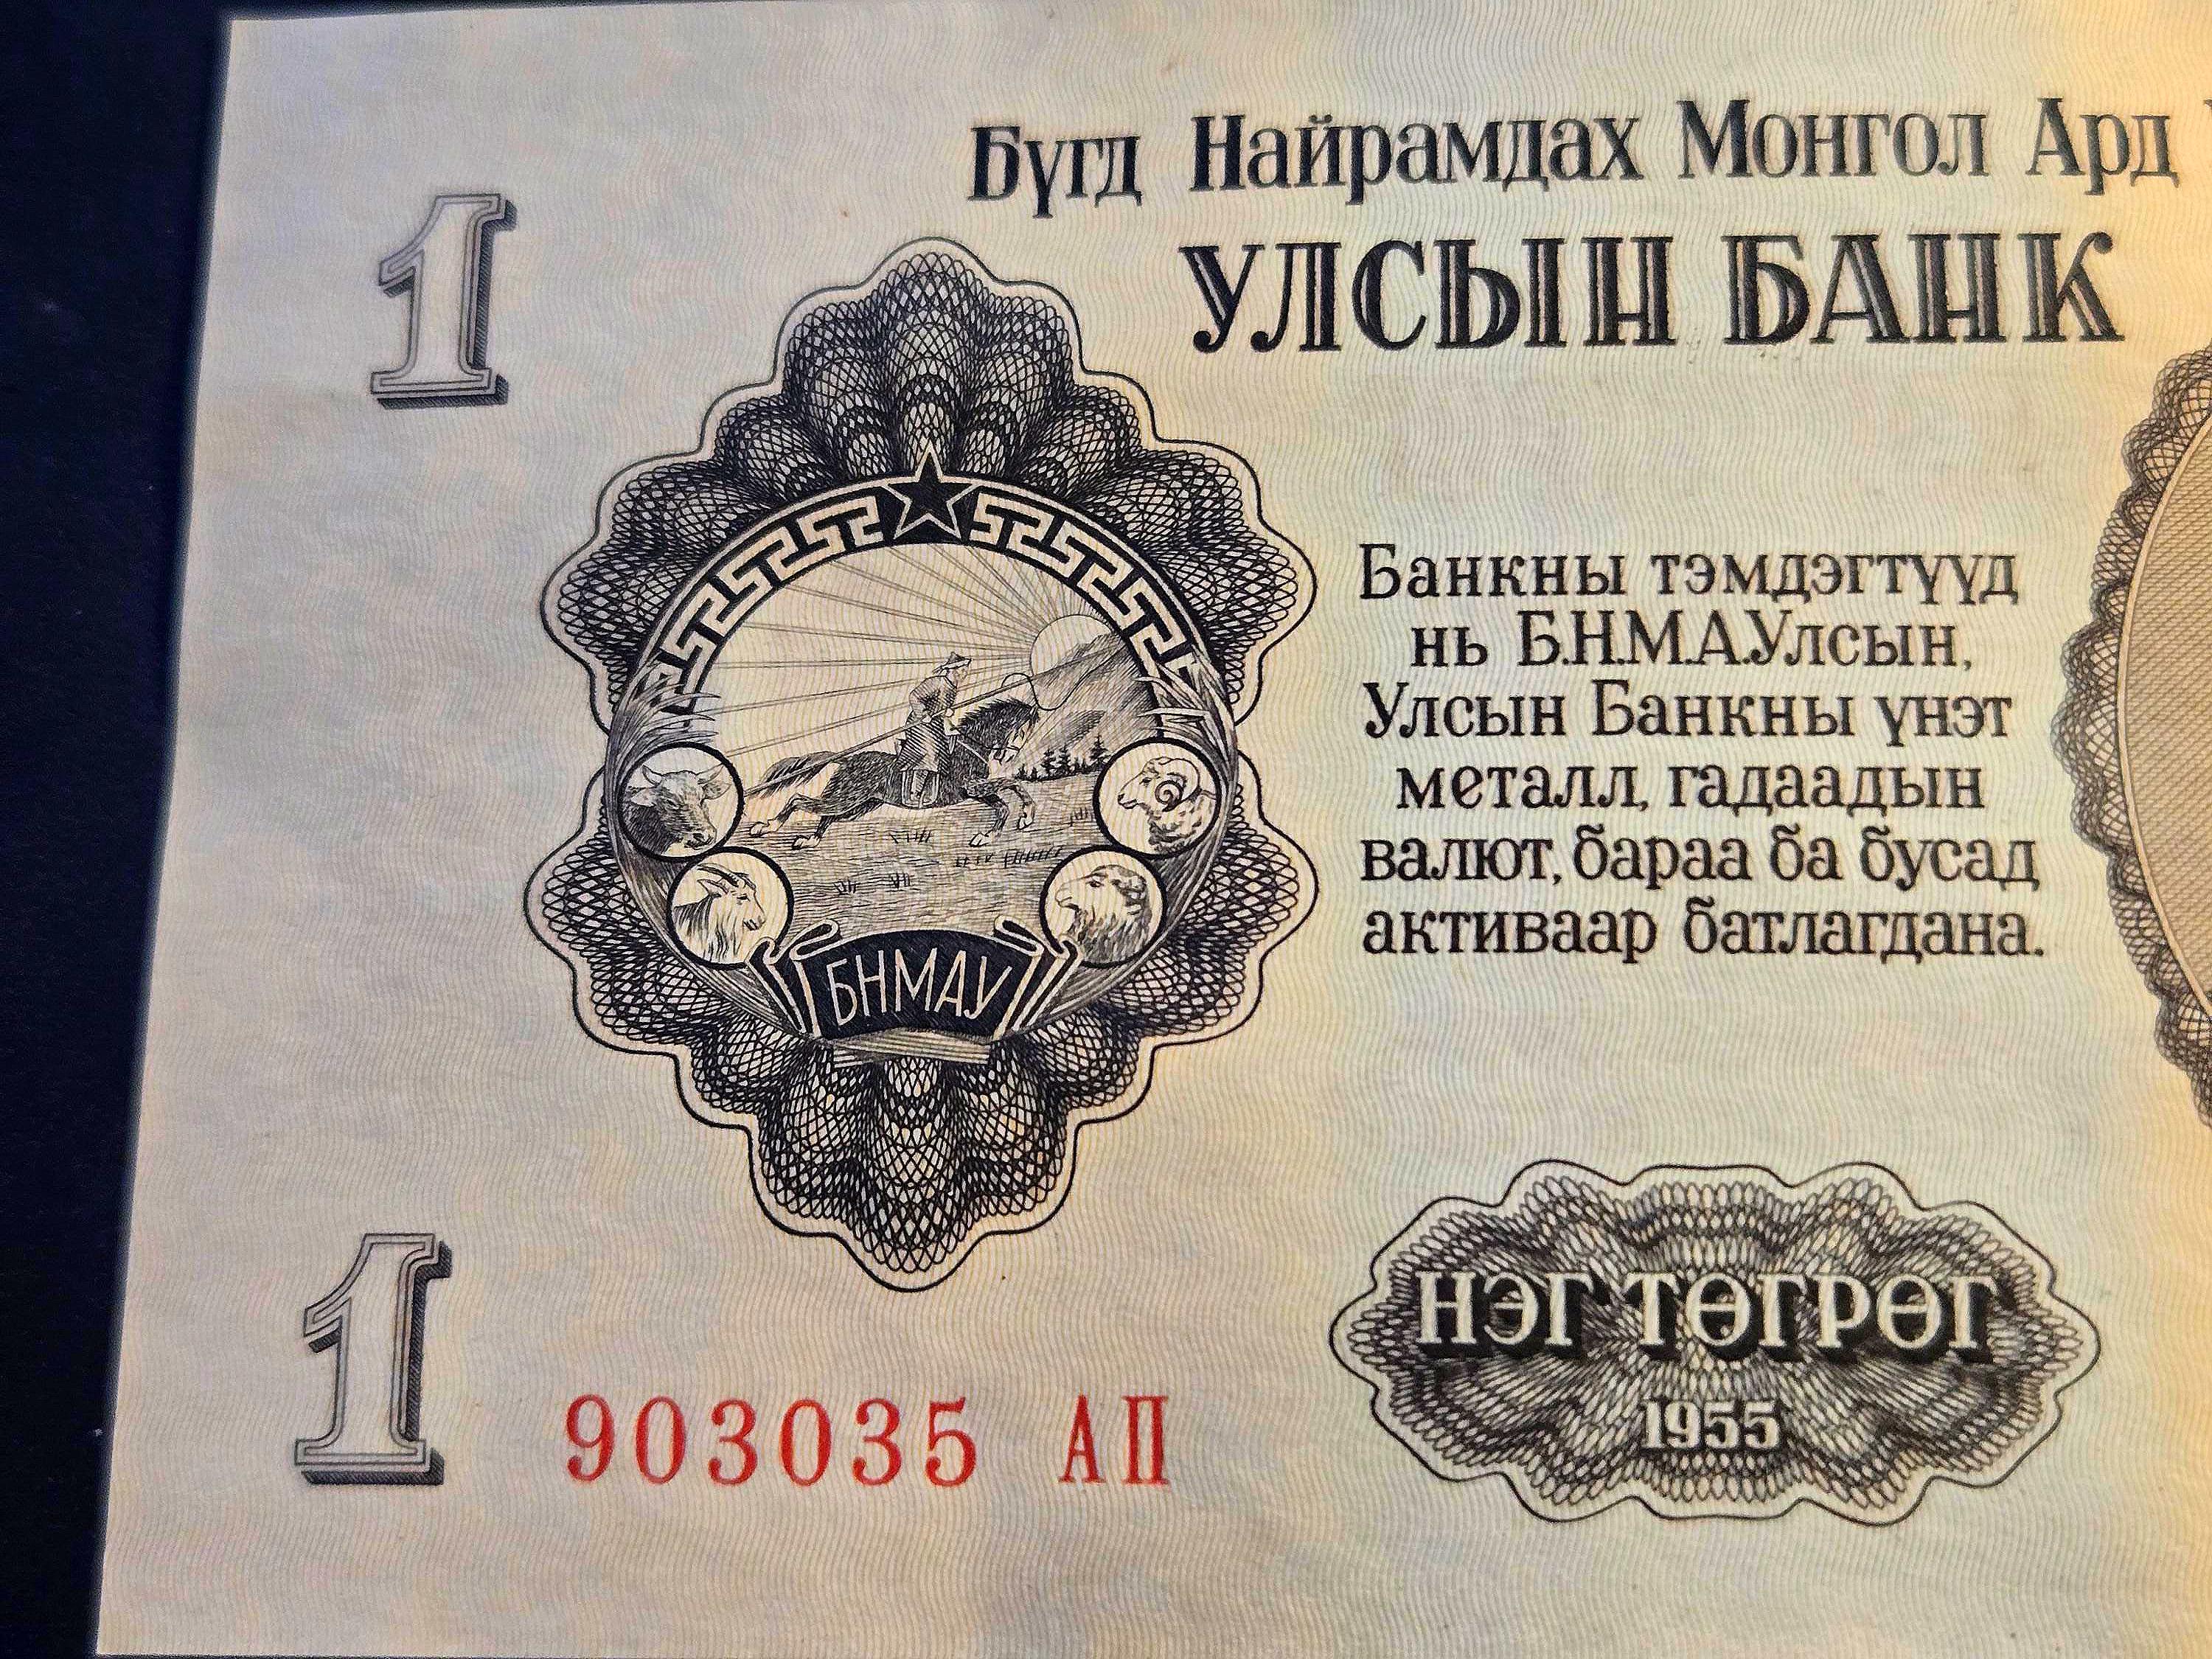 Бүгд Найрамдах Монгол Ард
УЛСЫН БАНК
1
Банкны тэмдэгтүүд
нь Б.Н.М.А.Улсын,
Улсын Банкны үнэт
металл, гадаадын
валют, бараа ба бусад
активаар батлагдана.
БНМАУ
НЭГ ТӨГРӨГ
1955
1
903035 АП